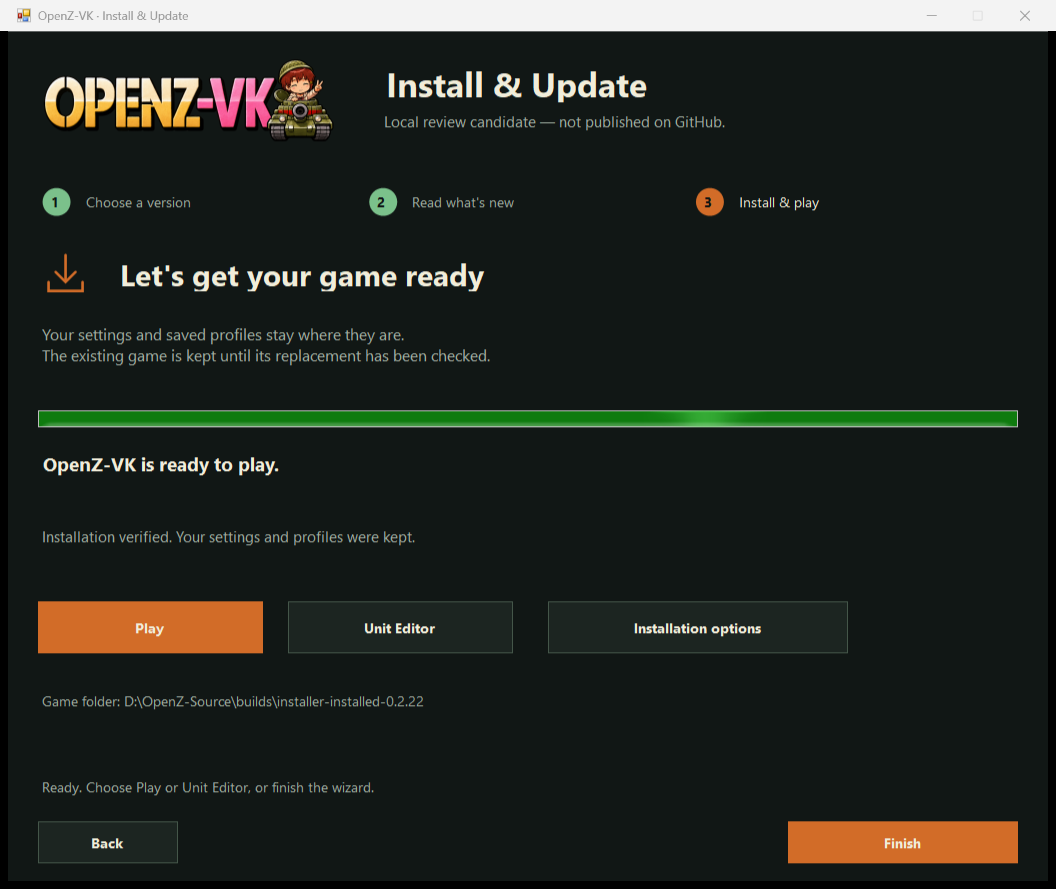 OpenZ-VK · Install & Update
OPENZ-VK
Install & Update
Local review candidate — not published on GitHub.
1 Choose a version
2 Read what's new
3 Install & play
Let's get your game ready
Your settings and saved profiles stay where they are.
The existing game is kept until its replacement has been checked.
OpenZ-VK is ready to play.
Installation verified. Your settings and profiles were kept.
Play
Unit Editor
Installation options
Game folder: D:\OpenZ-Source\builds\installer-installed-0.2.22
Ready. Choose Play or Unit Editor, or finish the wizard.
Back
Finish